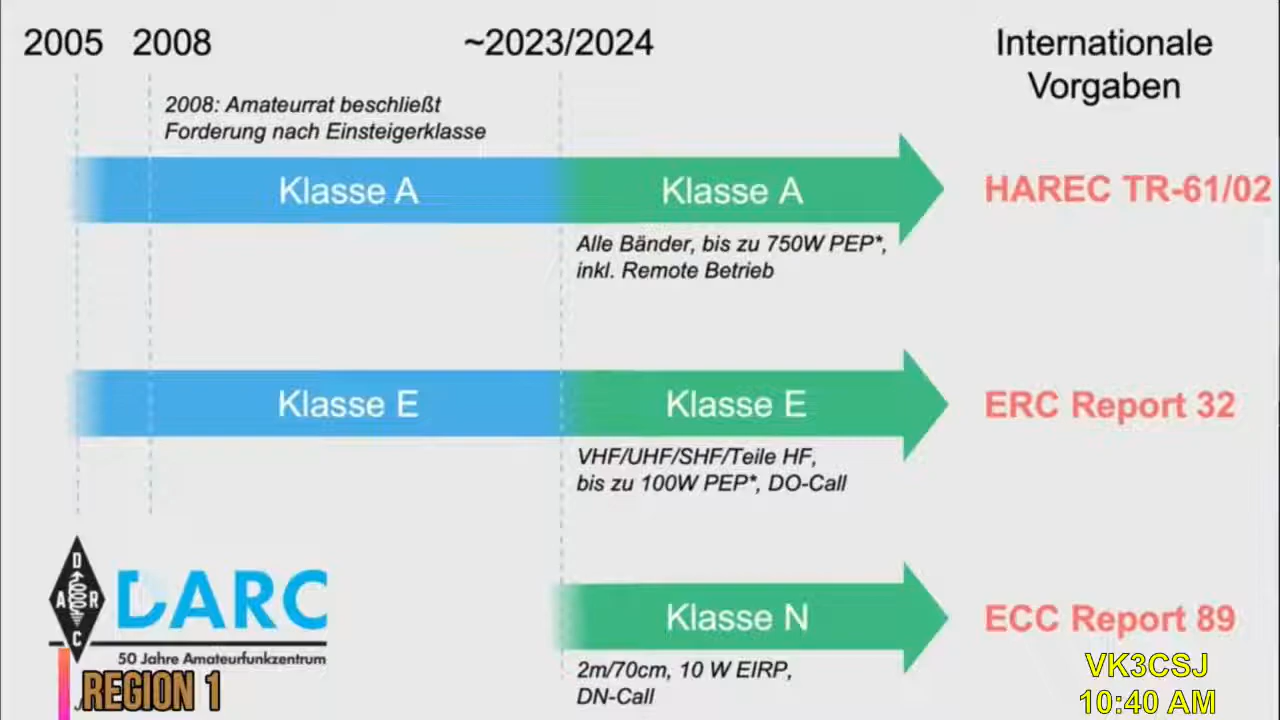 2005 2008 ~2023/2024 Internationale
Vorgaben
2008: Amateurrat beschließt
Forderung nach Einsteigerklasse
Klasse A Klasse A HAREC TR-61/02
Alle Bänder, bis zu 750W PEP*,
inkl. Remote Betrieb
Klasse E Klasse E ERC Report 32
VHF/UHF/SHF/Teile HF,
bis zu 100W PEP*, DO-Call
D
A R
C
DARC
50 Jahre Amateurfunkzentrum
Klasse N ECC Report 89
2m/70cm, 10 W EIRP,
DN-Call
REGION 1
VK3CSJ
10:40 AM